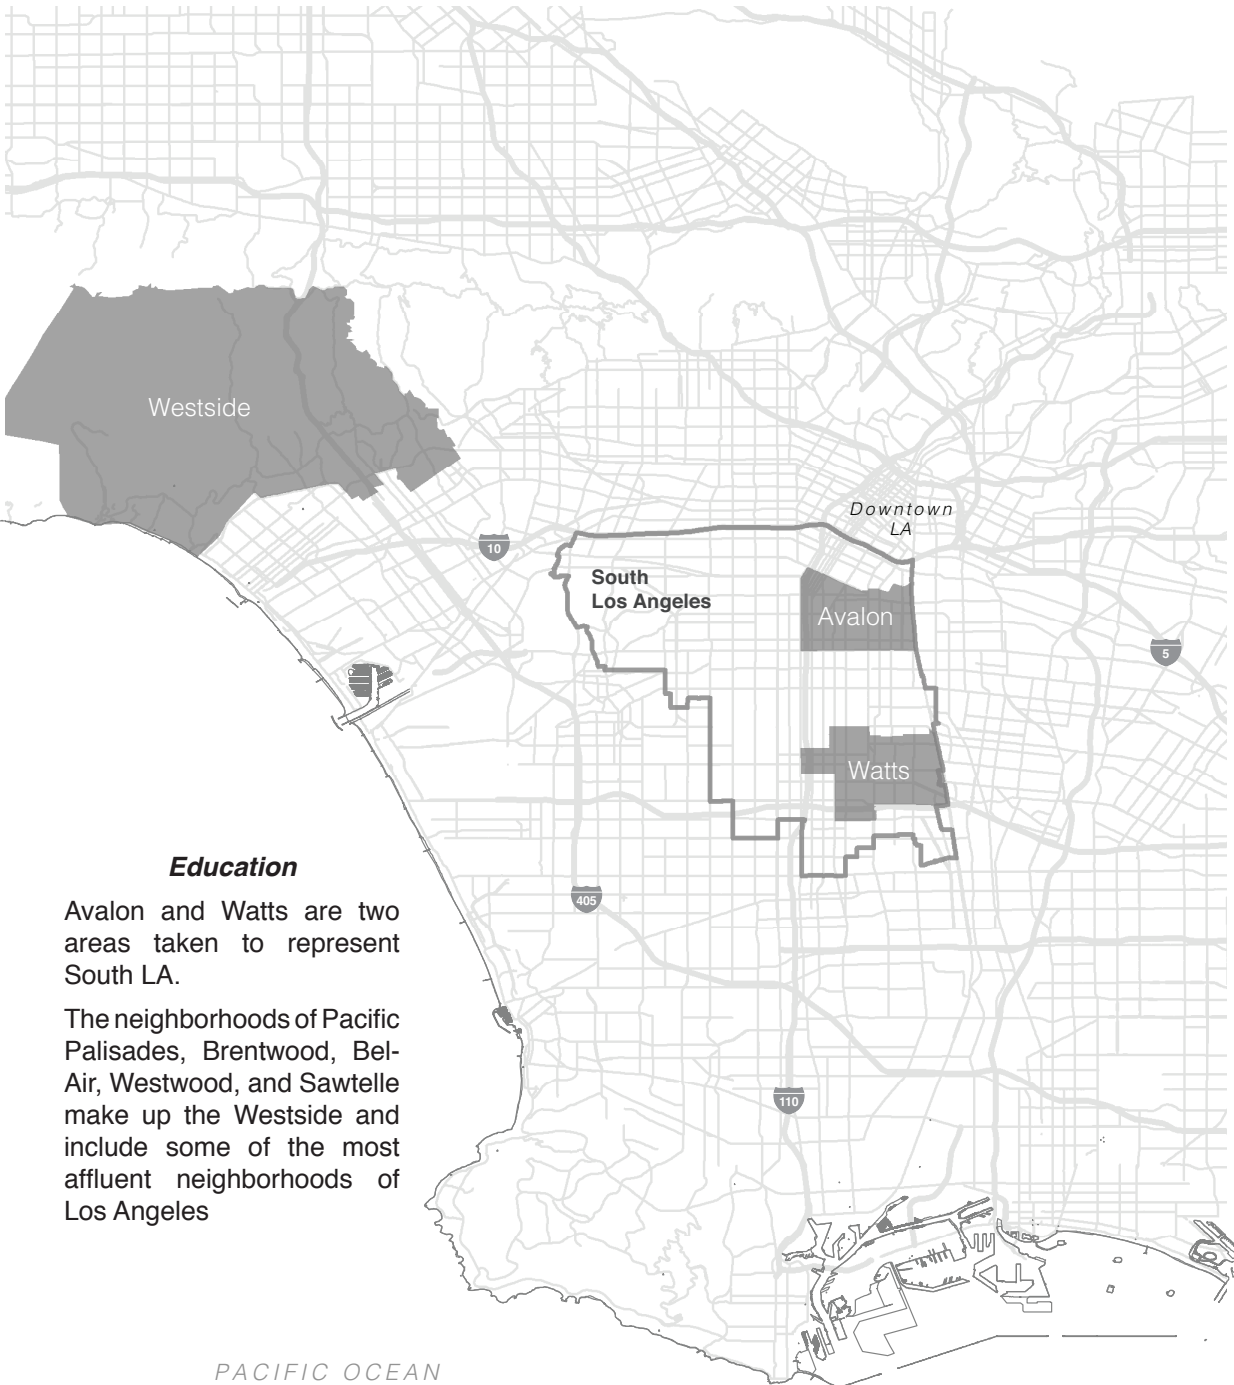 Westside
Downtown
LA
10
South
Los Angeles
Avalon
5
Watts
Education
Avalon and Watts are two
areas taken to represent
South LA.
405
The neighborhoods of Pacific
Palisades, Brentwood, Bel-
Air, Westwood, and Sawtelle
make up the Westside and
include some of the most
affluent neighborhoods of
Los Angeles
110
PACIFIC OCEAN